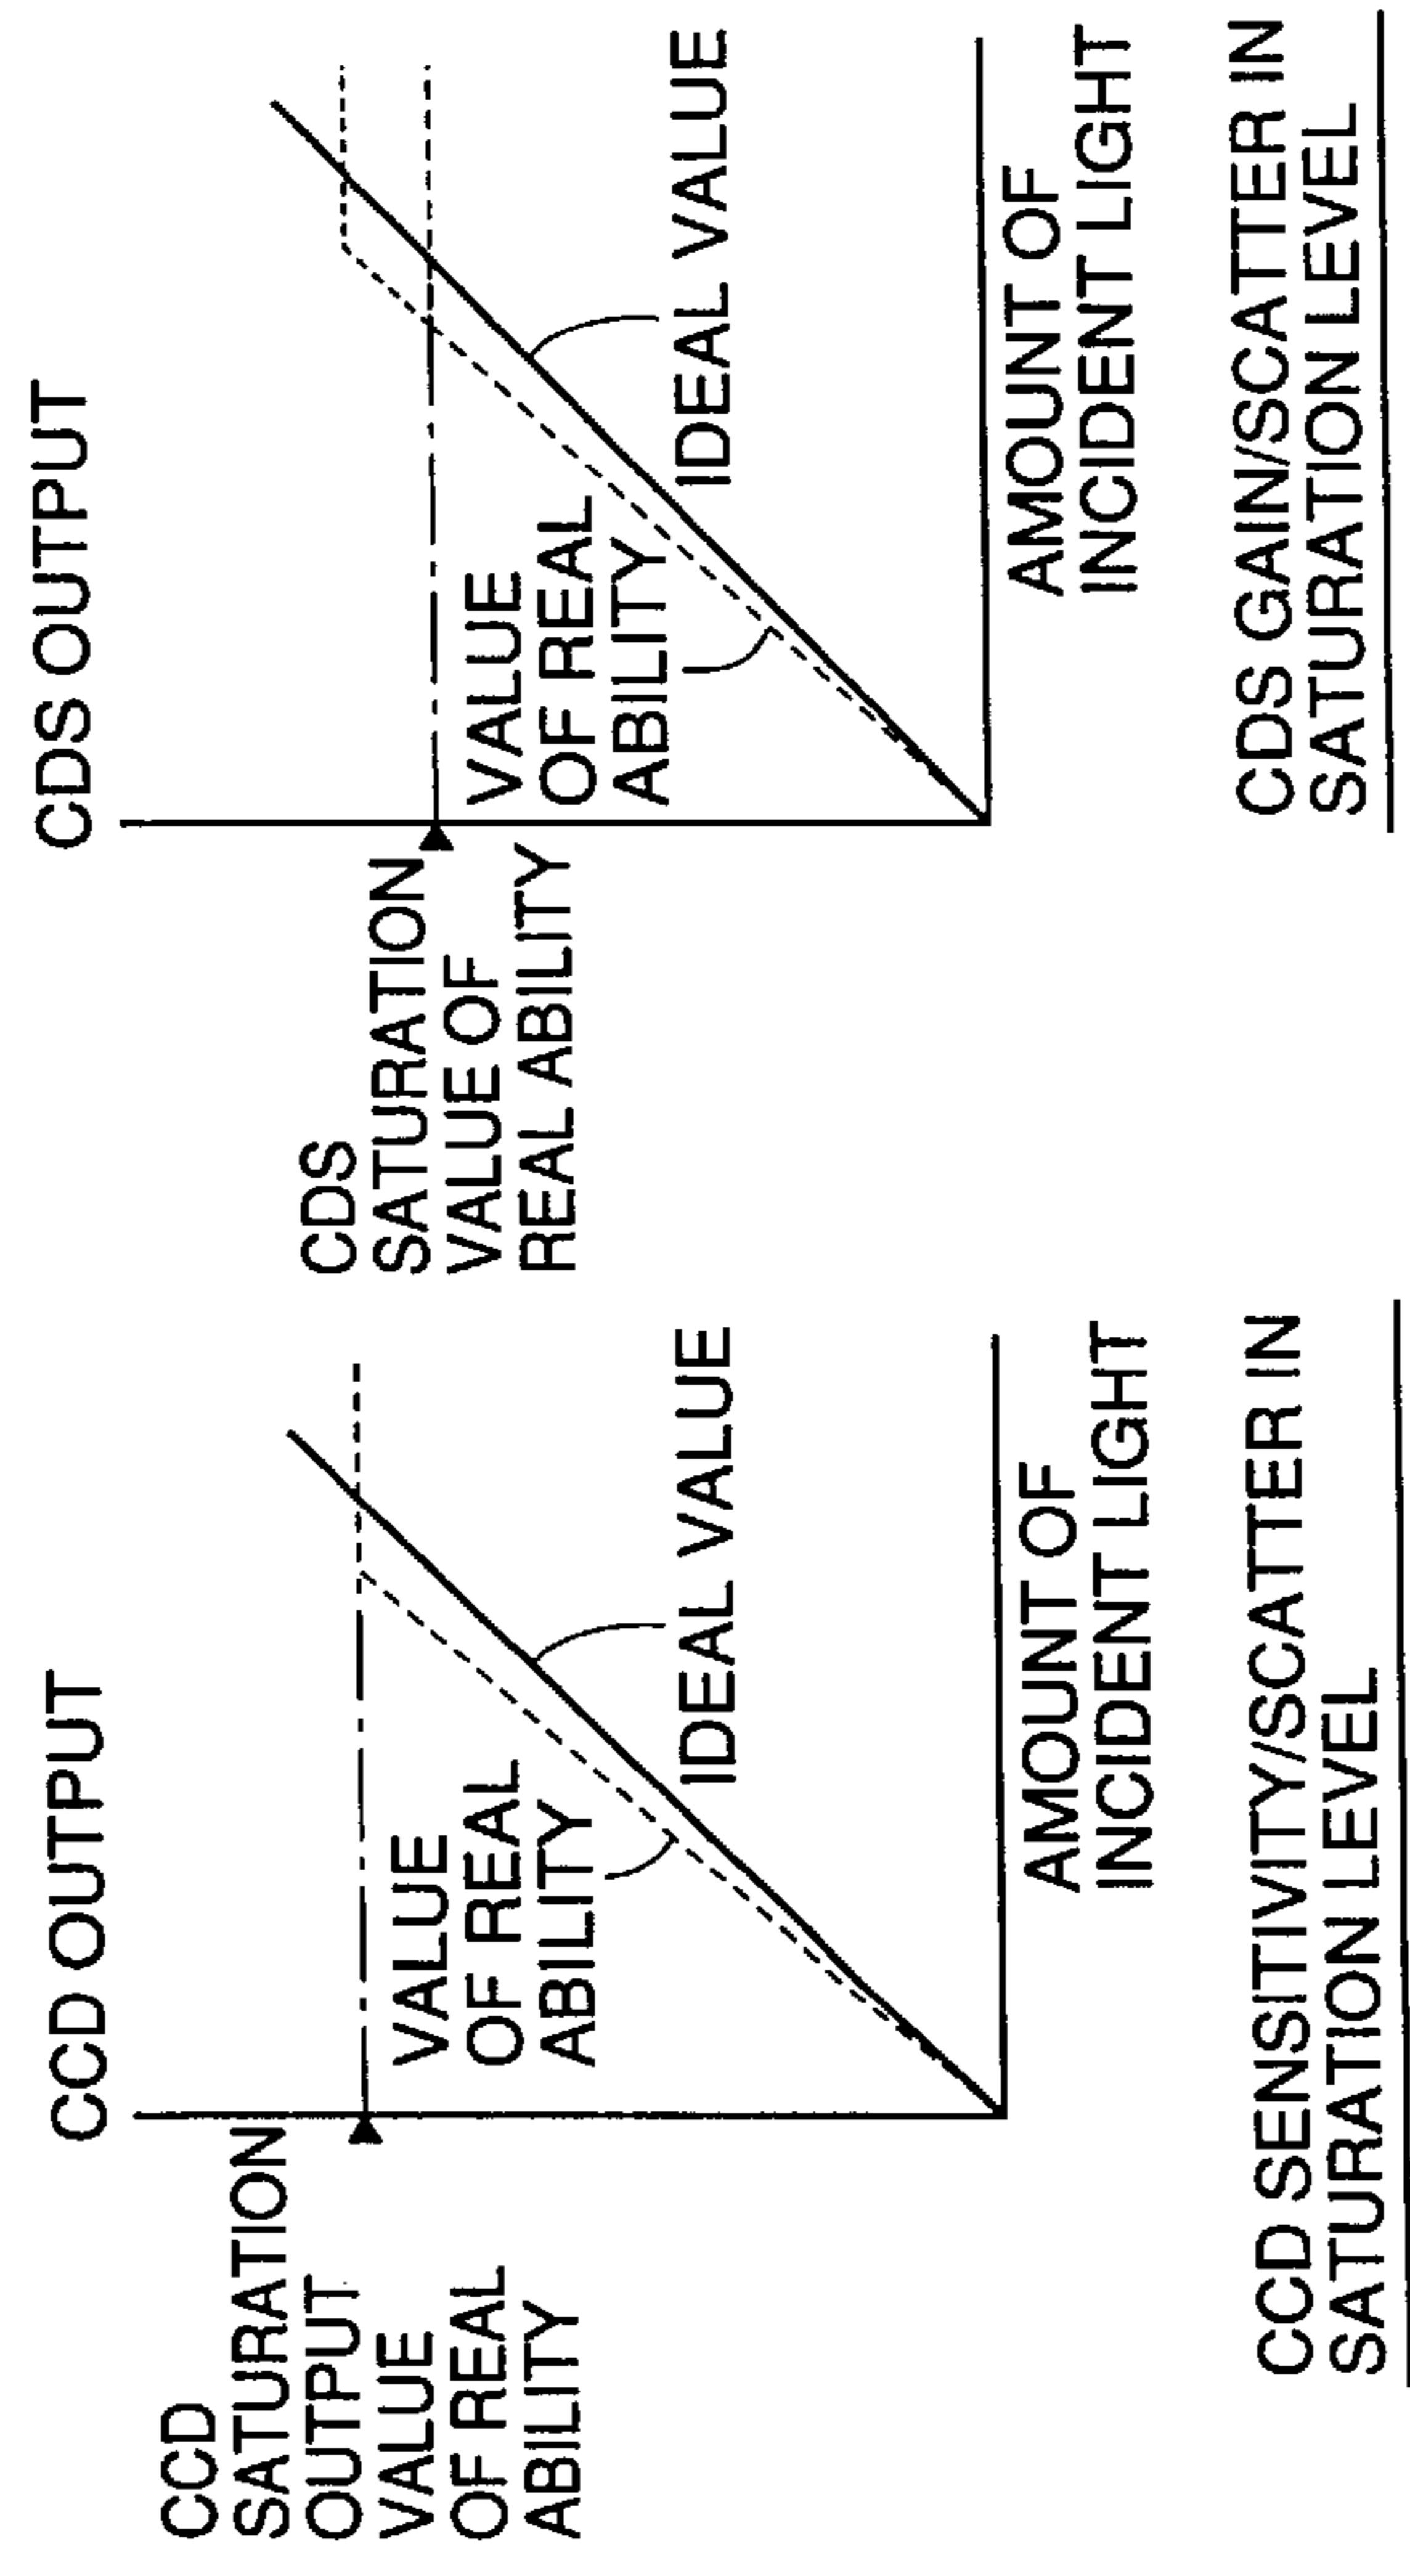 CCD OUTPUT
CCD
SATURATION
OUTPUT
VALUE
OF REAL
ABILITY
VALUE
OF REAL
ABILITY
IDEAL VALUE
AMOUNT OF
INCIDENT LIGHT
CCD SENSITIVITY/SCATTER IN
SATURATION LEVEL
CDS OUTPUT
CDS
SATURATION
VALUE OF
REAL ABILITY
VALUE
OF REAL
ABILITY
IDEAL VALUE
AMOUNT OF
INCIDENT LIGHT
CDS GAIN/SCATTER IN
SATURATION LEVEL